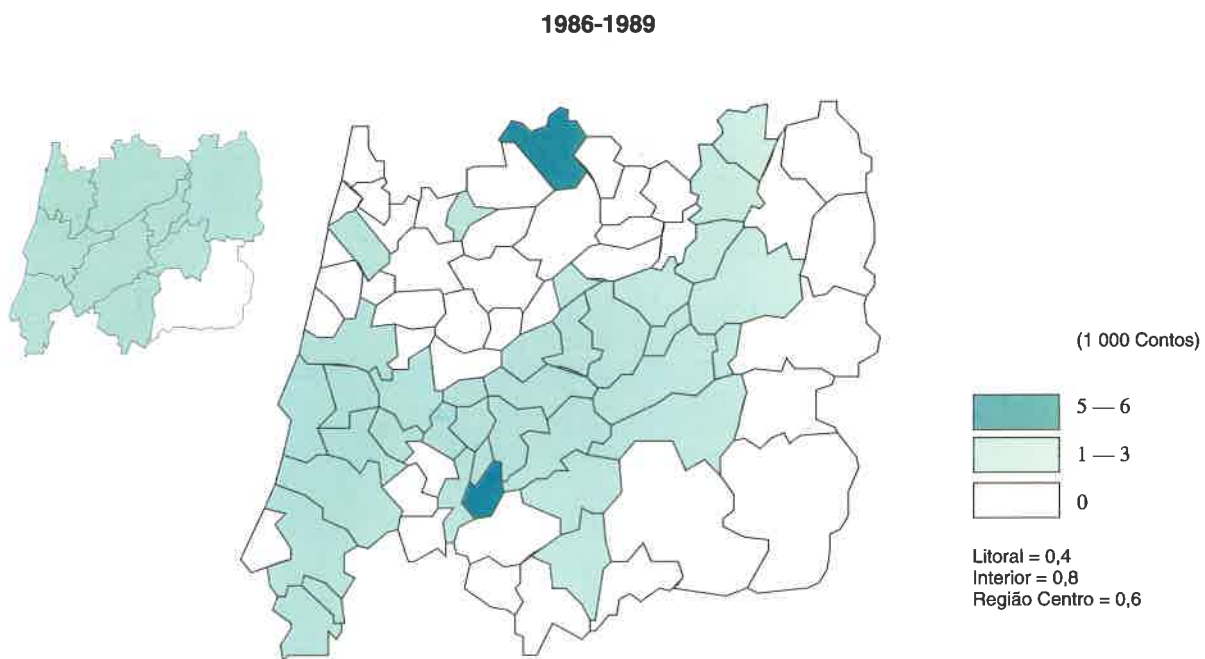 1986-1989
(1 000 Contos)
5 — 6
1 — 3
0
Litoral = 0,4
Interior = 0,8
Região Centro = 0,6